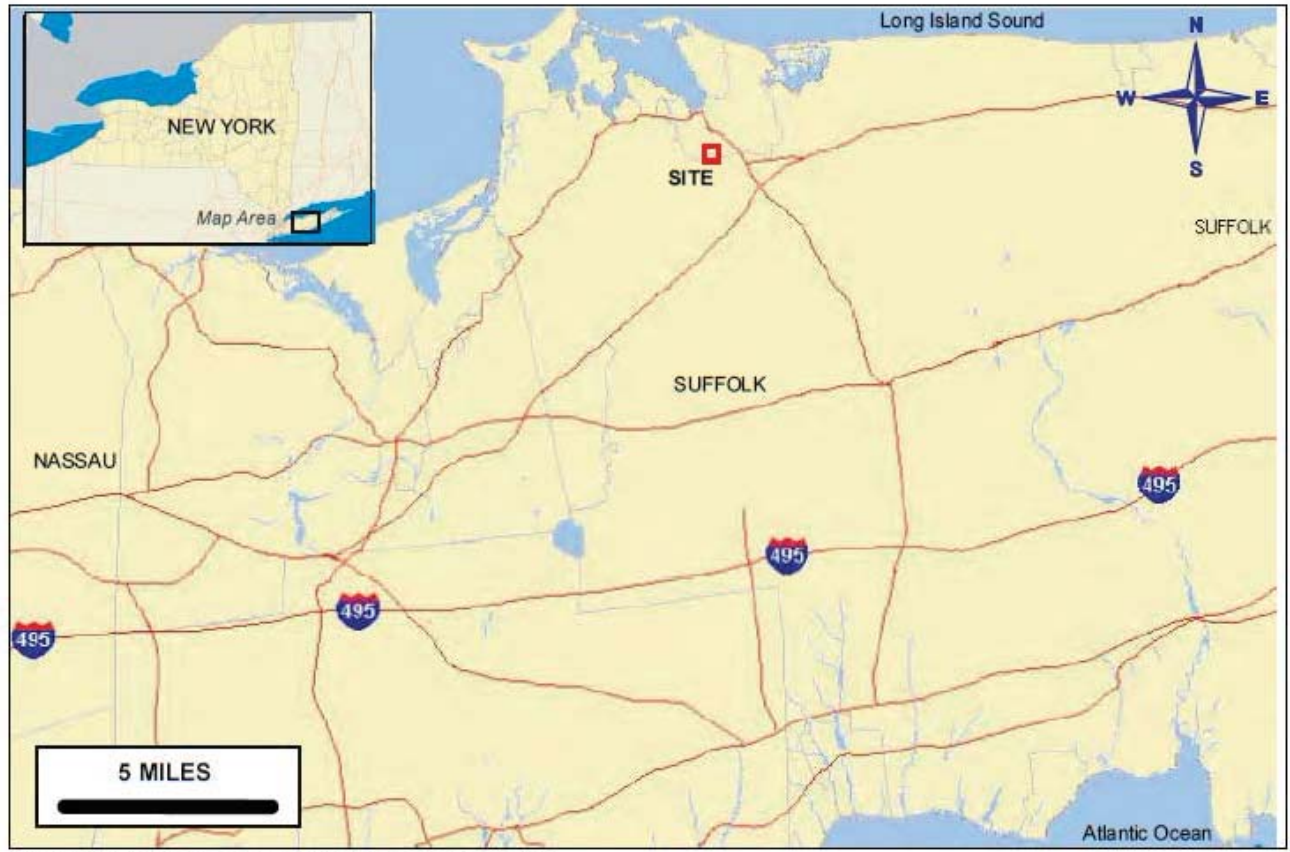 Long Island Sound
N
W E
S
NEW YORK
Map Area
SITE
SUFFOLK
SUFFOLK
NASSAU
495
495
495
495
5 MILES
Atlantic Ocean